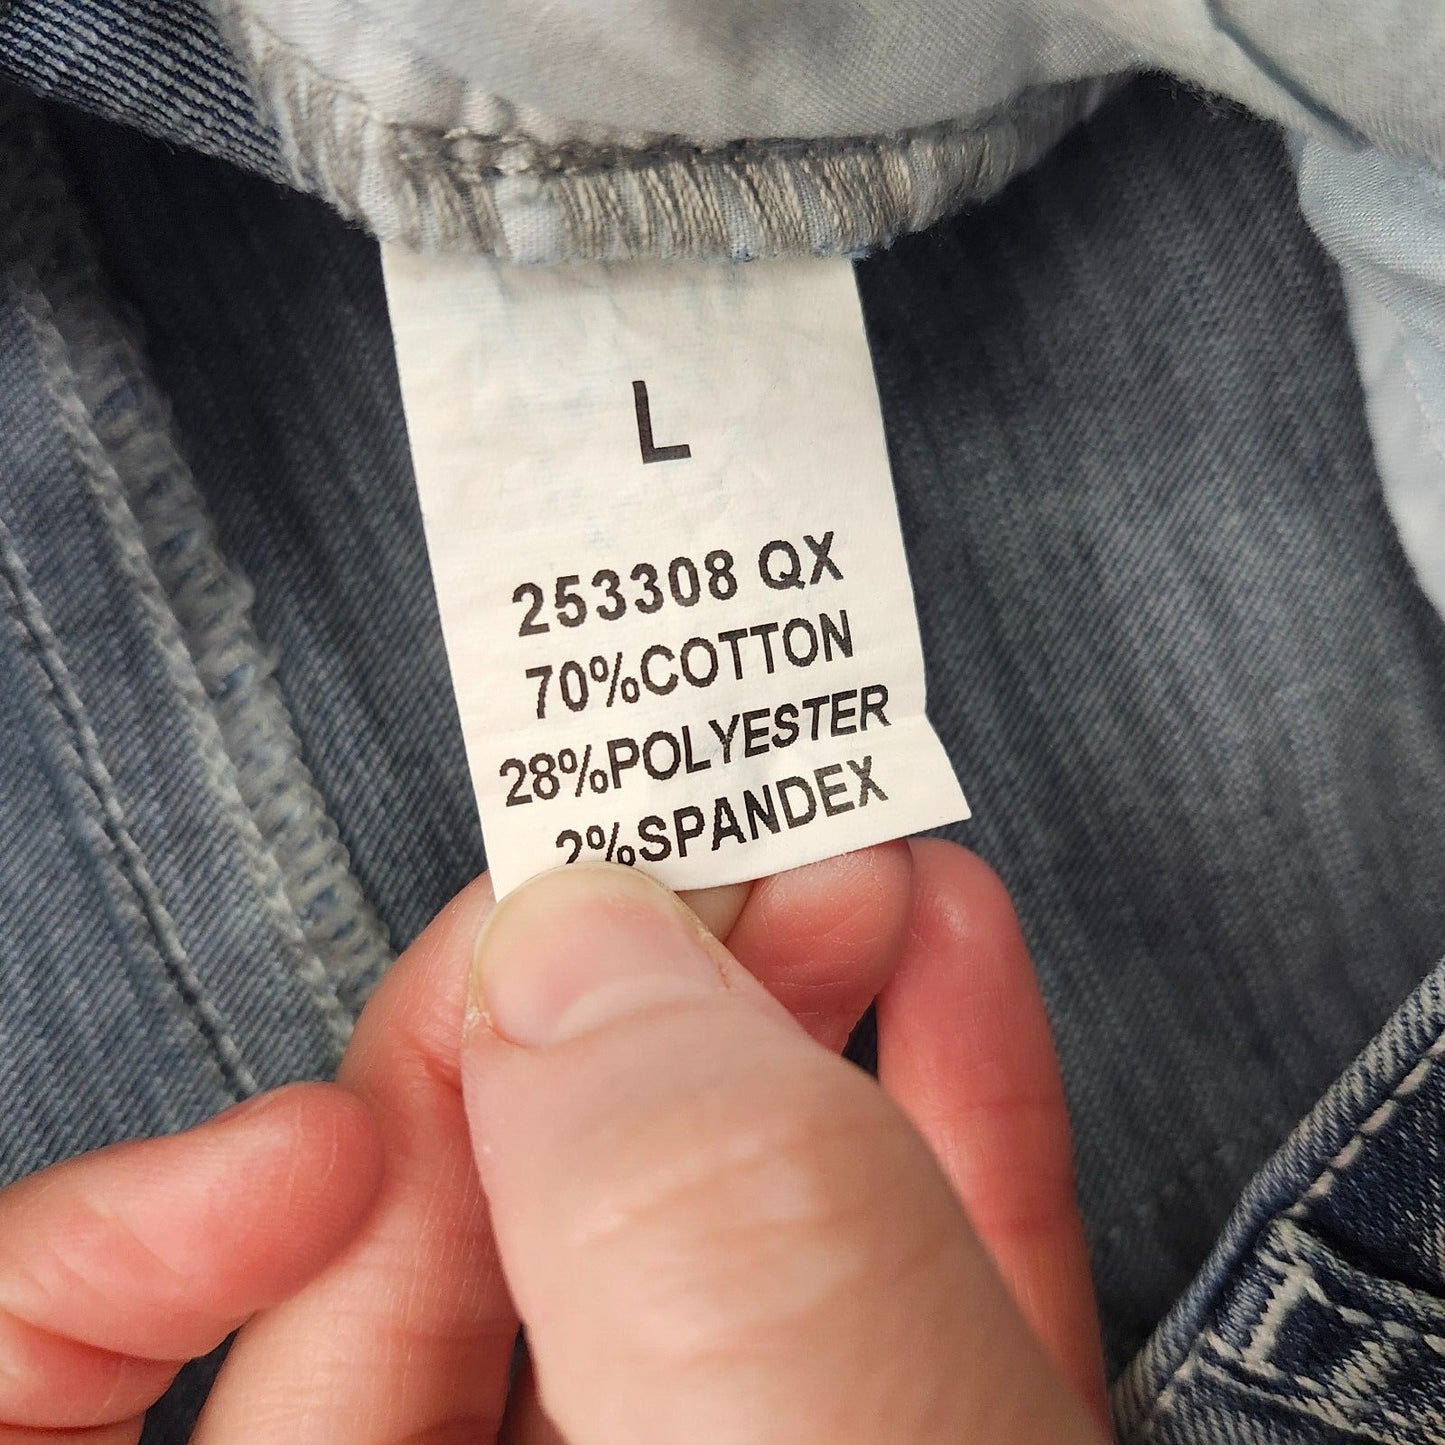 L
253308 QX
70%COTTON
28%POLYESTER
2%SPANDEX